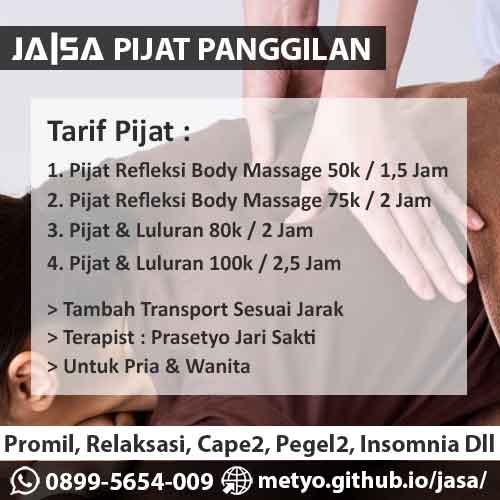 JA|SA PIJAT PANGGILAN
Tarif Pijat :
1. Pijat Refleksi Body Massage 50k / 1,5 Jam
2. Pijat Refleksi Body Massage 75k / 2 Jam
3. Pijat & Luluran 80k / 2 Jam
4. Pijat & Luluran 100k / 2,5 Jam
> Tambah Transport Sesuai Jarak
> Terapist : Prasetyo Jari Sakti
> Untuk Pria & Wanita
Promil, Relaksasi, Cape2, Pegel2, Insomnia Dll
0899-5654-009 metyo.github.io/jasa/